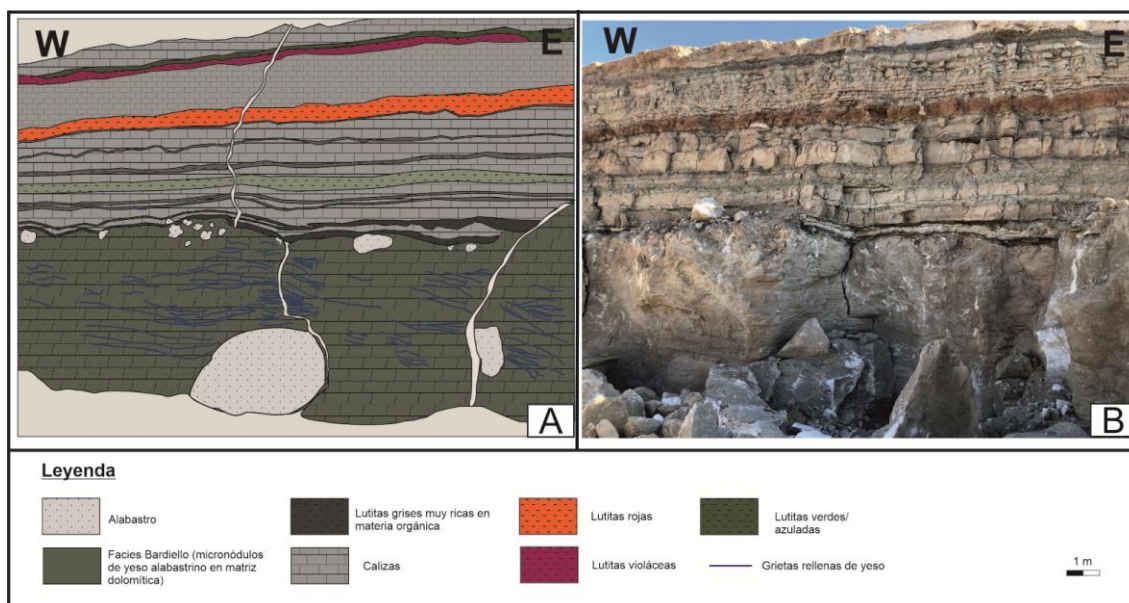 W
E
A
W
E
B
Leyenda
Alabastro
Lutitas grises muy ricas en
materia orgánica
Lutitas rojas
Lutitas verdes/
azuladas
Facies Bardiello (micronódulos
de yeso alabastrino en matriz
dolomítica)
Calizas
Lutitas violáceas
Grietas rellenas de yeso
1 m